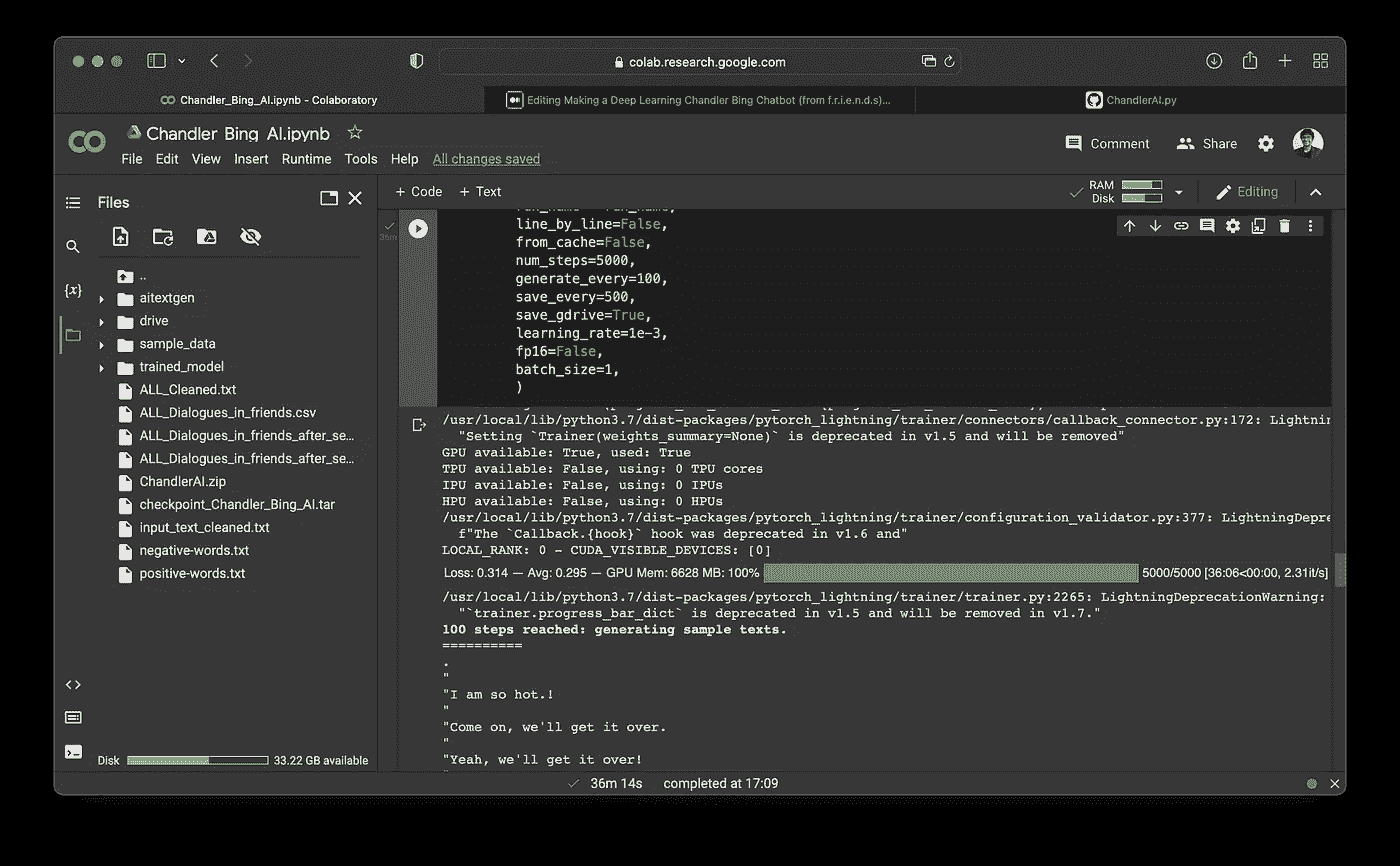 colab.research.google.com
Chandler_Bing_AI.ipynb - Colaboratory
Editing Making a Deep Learning Chandler Bing Chatbot (from f.r.i.e.n.d.s)...
ChandlerAI.py
Chandler_Bing_AI.ipynb
Comment
Share
File Edit View Insert Runtime Tools Help All changes saved
Files
+ Code + Text
RAM
Disk
Editing
..
aitextgen
drive
sample_data
trained_model
ALL_Cleaned.txt
ALL_Dialogues_in_friends.csv
ALL_Dialogues_in_friends_after_se...
ALL_Dialogues_in_friends_after_se...
ChandlerAI.zip
checkpoint_Chandler_Bing_AI.tar
input_text_cleaned.txt
negative-words.txt
positive-words.txt
Disk 33.22 GB available
36m
line_by_line=False,
from_cache=False,
num_steps=5000,
generate_every=100,
save_every=500,
save_gdrive=True,
learning_rate=1e-3,
fp16=False,
batch_size=1,
)
/usr/local/lib/python3.7/dist-packages/pytorch_lightning/trainer/connectors/callback_connector.py:172: Lightnin
"Setting `Trainer(weights_summary=None)` is deprecated in v1.5 and will be removed"
GPU available: True, used: True
TPU available: False, using: 0 TPU cores
IPU available: False, using: 0 IPUs
HPU available: False, using: 0 HPUs
/usr/local/lib/python3.7/dist-packages/pytorch_lightning/trainer/configuration_validator.py:377: LightningDepre
f"The `Callback.{hook}` hook was deprecated in v1.6 and"
LOCAL_RANK: 0 - CUDA_VISIBLE_DEVICES: [0]
Loss: 0.314 — Avg: 0.295 — GPU Mem: 6628 MB: 100% 5000/5000 [36:06<00:00, 2.31it/s]
/usr/local/lib/python3.7/dist-packages/pytorch_lightning/trainer/trainer.py:2265: LightningDeprecationWarning:
"`trainer.progress_bar_dict` is deprecated in v1.5 and will be removed in v1.7."
100 steps reached: generating sample texts.
==========
.
"
"I am so hot.!
"
"Come on, we'll get it over.
"
"Yeah, we'll get it over!
36m 14s completed at 17:09